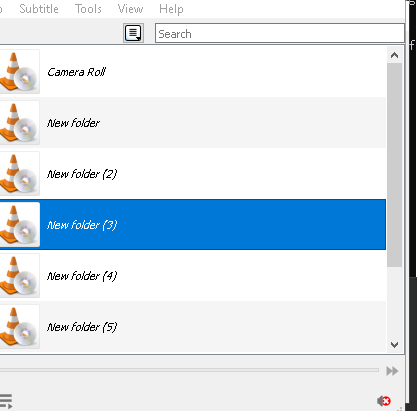 Subtitle Tools View Help
Search
Camera Roll
New folder
New folder (2)
New folder (3)
New folder (4)
New folder (5)